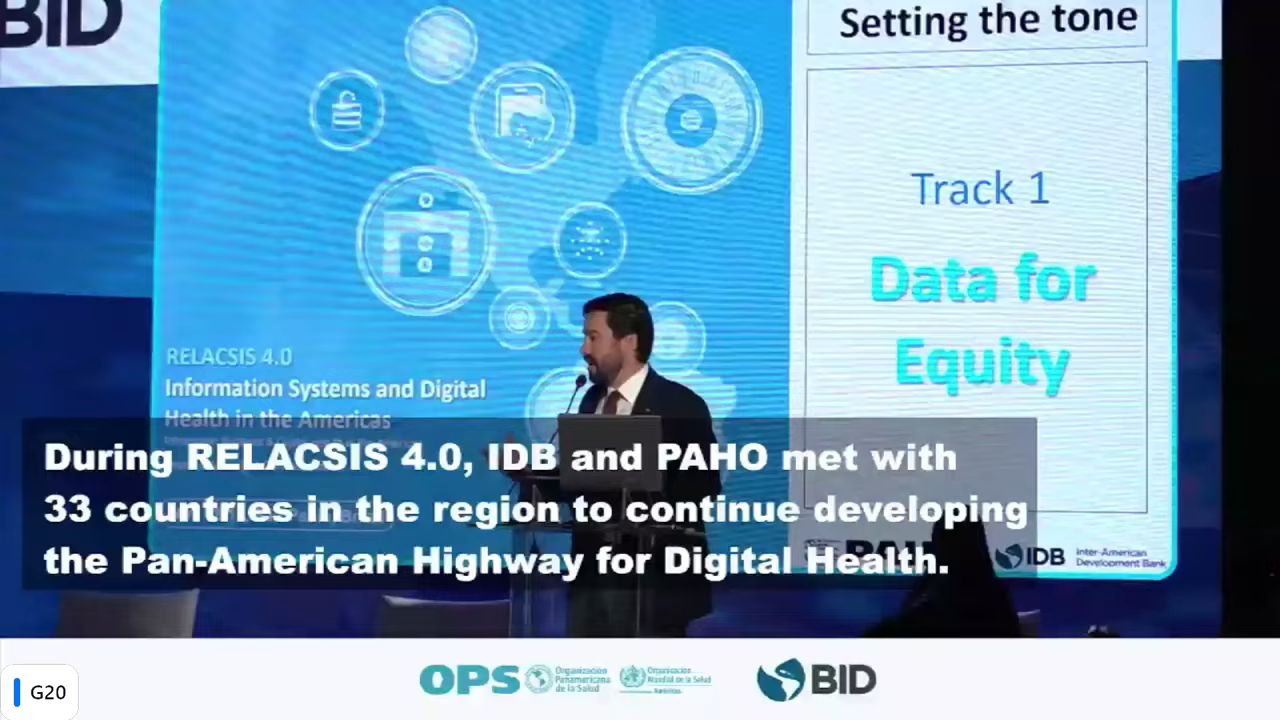 BID
Setting the tone
Track 1
Data for
Equity
RELACSIS 4.0
Information Systems and Digital
Health in the Americas
During RELACSIS 4.0, IDB and PAHO met with
33 countries in the region to continue developing
the Pan-American Highway for Digital Health.
IDB
Inter-American
Development Bank
OPS
Organización
Panamericana
de la Salud
Organización
Mundial de la Salud
BID
G20